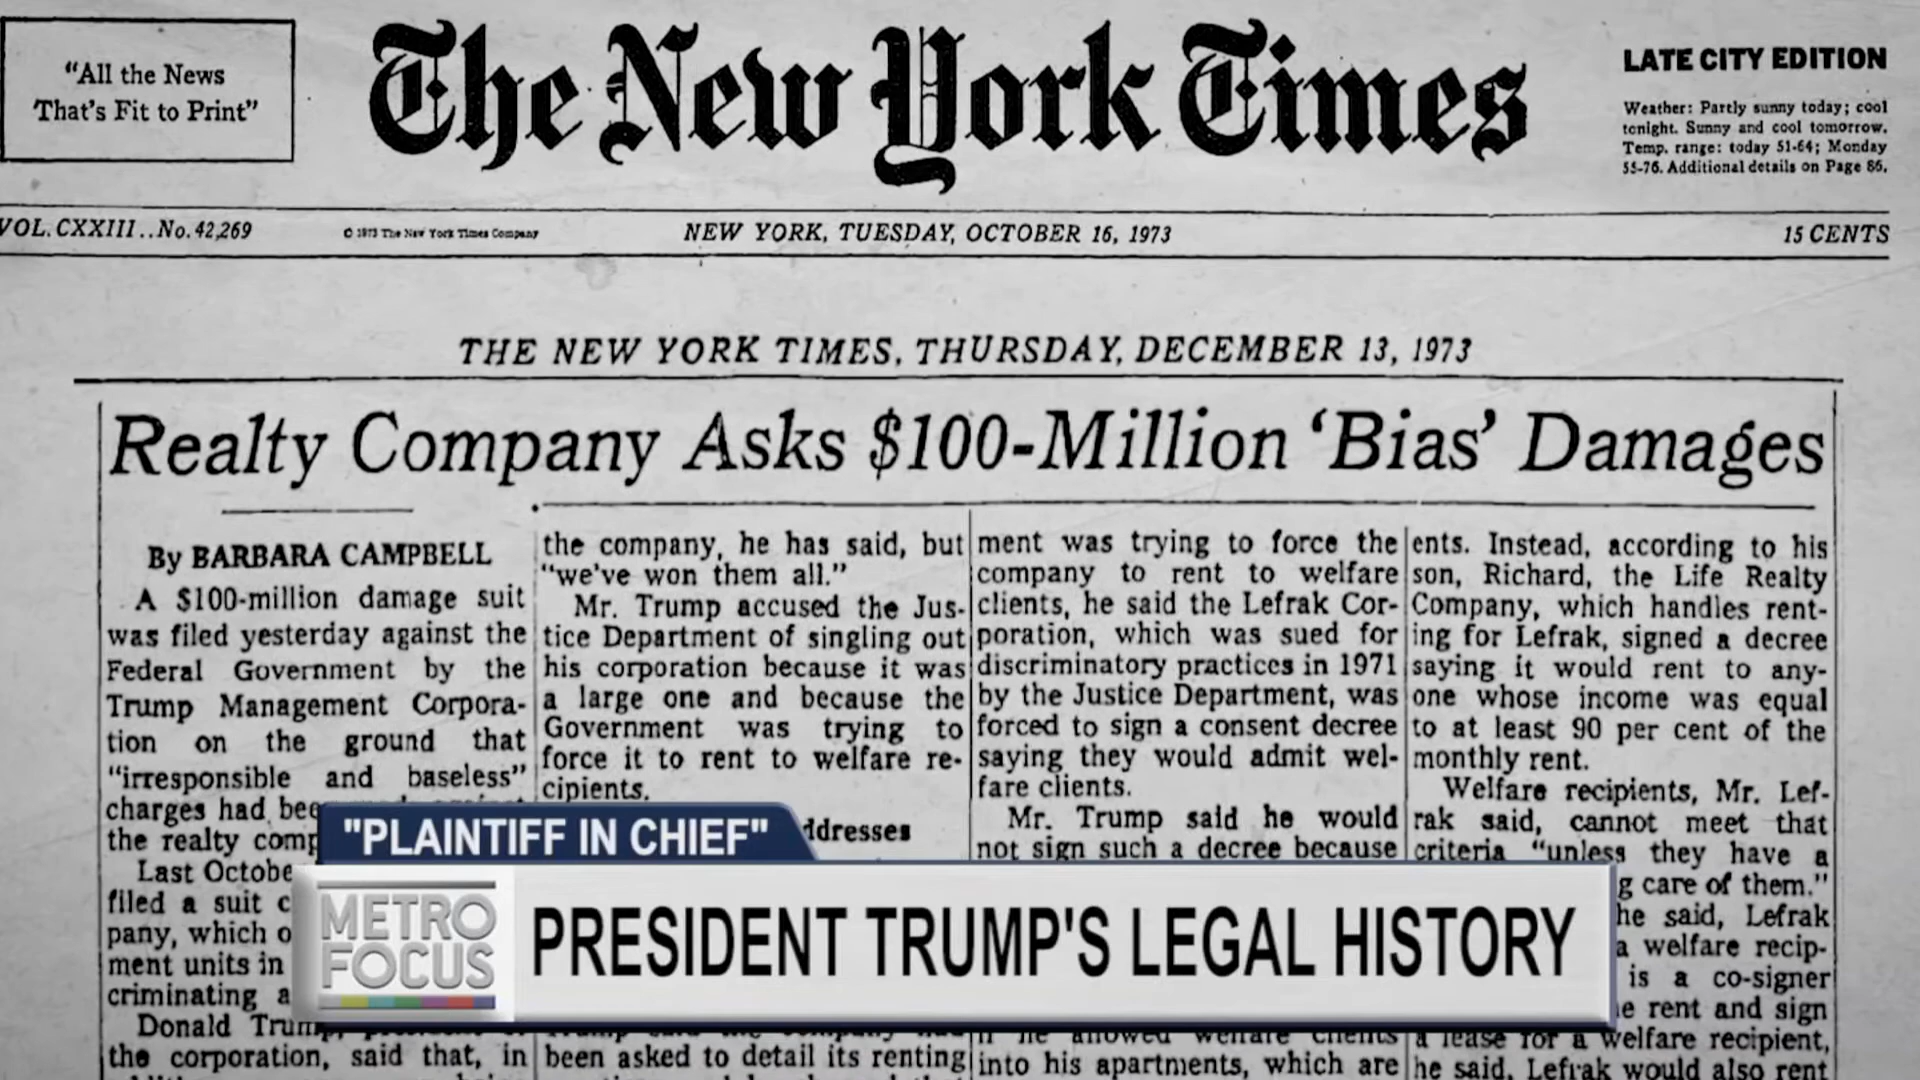 "All the News
That's Fit to Print"
The New York Times
LATE CITY EDITION
Weather: Partly sunny today; cool
tonight. Sunny and cool tomorrow.
Temp. range: today 51-64; Monday
55-76. Additional details on Page 86.
VOL. CXXIII..No. 42,269
© 1973 The New York Times Company
NEW YORK, TUESDAY, OCTOBER 16, 1973
15 CENTS
THE NEW YORK TIMES, THURSDAY, DECEMBER 13, 1973
Realty Company Asks $100-Million 'Bias' Damages
By BARBARA CAMPBELL
A $100-million damage suit
was filed yesterday against the
Federal Government by the
Trump Management Corpora-
tion on the ground that
"irresponsible and baseless"
charges had
the realty
Last
filed a suit
pany, which
ment units in
criminating
Donald
the corporation, said that, in
the company, he has said, but
"we've won them all."
Mr. Trump accused the Jus-
tice Department of singling out
his corporation because it was
a large one and because the
Government was trying to
force it to rent to welfare re-
cipients.
ddresses
been asked to detail its renting
ment was trying to force the
company to rent to welfare
clients, he said the Lefrak Cor-
poration, which was sued for
discriminatory practices in 1971
by the Justice Department, was
forced to sign a consent decree
saying they would admit wel-
fare clients.
Mr. Trump said he would
not sign such a decree because
if he allowed welfare clients
into his apartments, which are
ents. Instead, according to his
son, Richard, the Life Realty
Company, which handles rent-
ing for Lefrak, signed a decree
saying it would rent to any-
one whose income was equal
to at least 90 per cent of the
monthly rent.
Welfare recipients, Mr. Lef-
rak said, cannot meet that
criteria "unless they have a
g care of them."
he said, Lefrak
a welfare recip-
is a co-signer
e rent and sign
a lease for a welfare recipient,
he said, Lefrak would also rent
"PLAINTIFF IN CHIEF"
METRO
FOCUS
PRESIDENT TRUMP'S LEGAL HISTORY